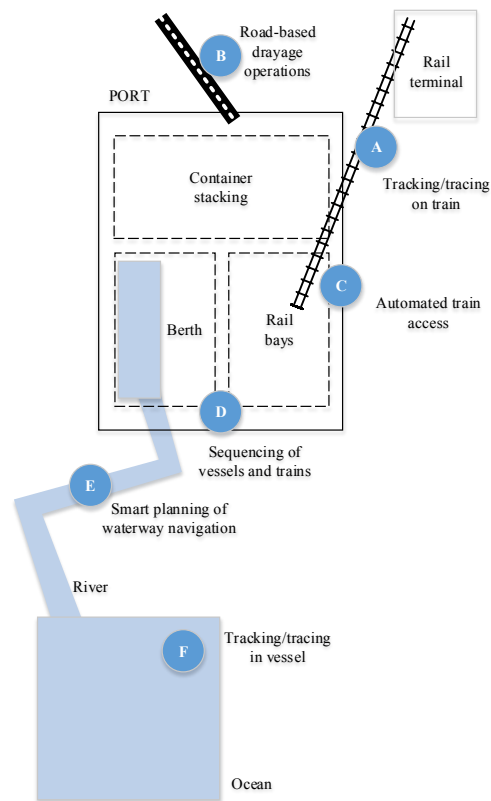 Road-based
drayage
operations
B
Rail
terminal
PORT
A
Tracking/tracing
on train
Container
stacking
C
Automated train
access
Berth
Rail
bays
D
Sequencing of
vessels and trains
E
Smart planning of
waterway navigation
River
F
Tracking/tracing
in vessel
Ocean